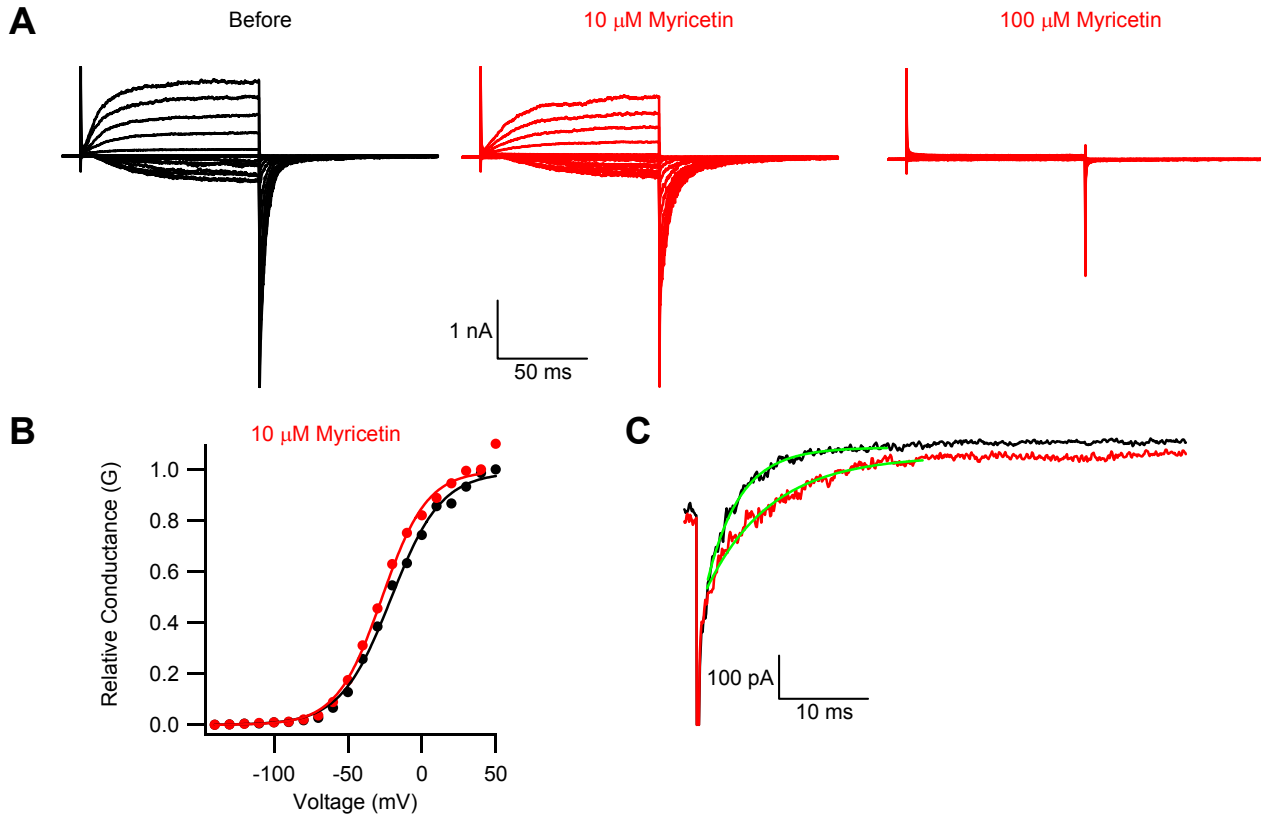 A
Before
10 μM Myricetin
100 μM Myricetin
1 nA
50 ms
B
10 μM Myricetin
Relative Conductance (G)
1.0
0.8
0.6
0.4
0.2
0.0
-100
-50
0
50
Voltage (mV)
C
100 pA
10 ms